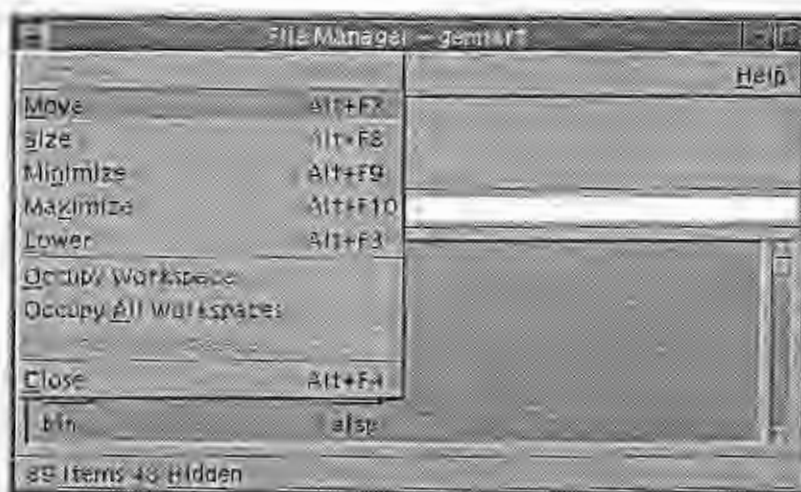 File Manager –
Help
Move Alt+F7
Size Alt+F8
Minimize Alt+F9
Maximize Alt+F10
Lower Alt+F3
Occupy Workspace
Occupy All Workspaces
Close Alt+F4
bin
89 Items Hidden